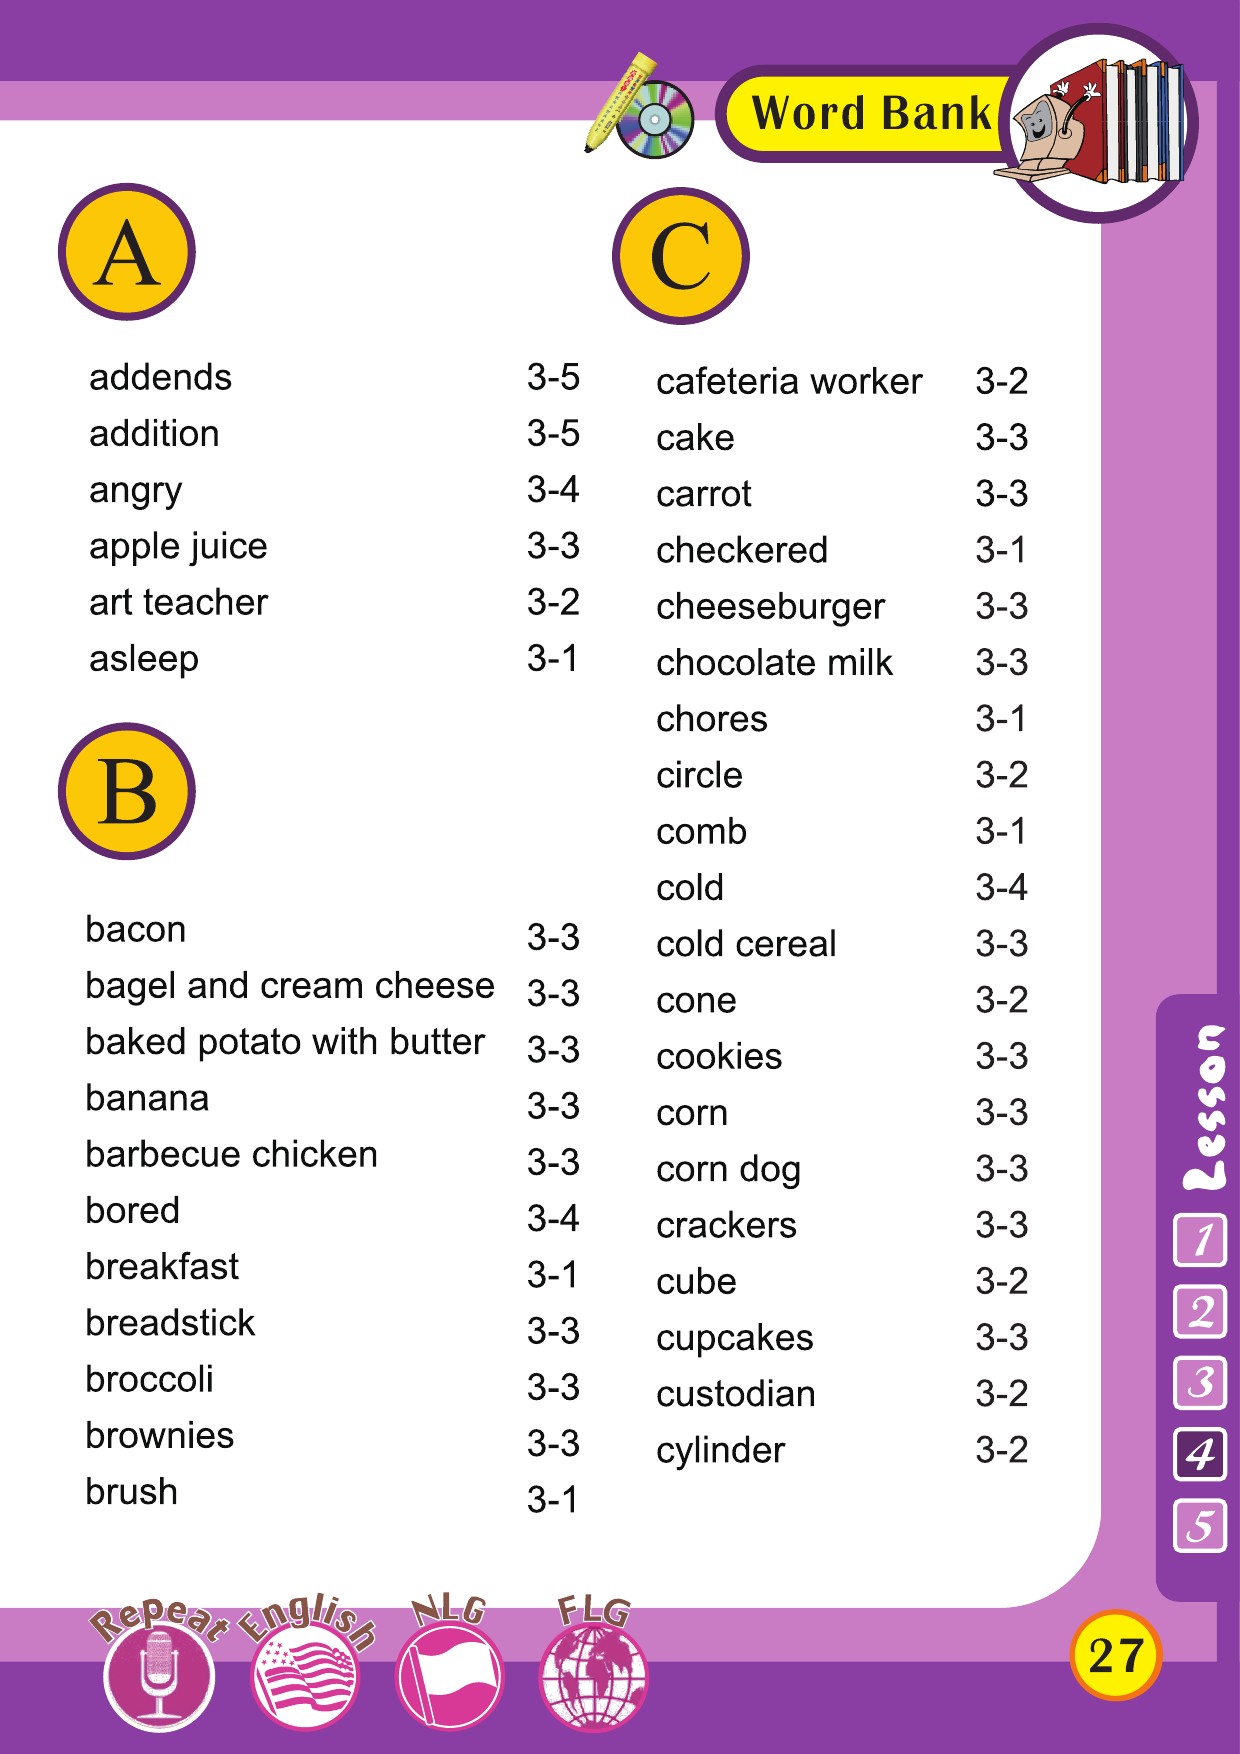 Word Bank
A
addends 3-5
addition 3-5
angry 3-4
apple juice 3-3
art teacher 3-2
asleep 3-1
B
bacon 3-3
bagel and cream cheese 3-3
baked potato with butter 3-3
banana 3-3
barbecue chicken 3-3
bored 3-4
breakfast 3-1
breadstick 3-3
broccoli 3-3
brownies 3-3
brush 3-1
C
cafeteria worker 3-2
cake 3-3
carrot 3-3
checkered 3-1
cheeseburger 3-3
chocolate milk 3-3
chores 3-1
circle 3-2
comb 3-1
cold 3-4
cold cereal 3-3
cone 3-2
cookies 3-3
corn 3-3
corn dog 3-3
crackers 3-3
cube 3-2
cupcakes 3-3
custodian 3-2
cylinder 3-2
Lesson
1
2
3
4
5
Repeat English NLG FLG
27